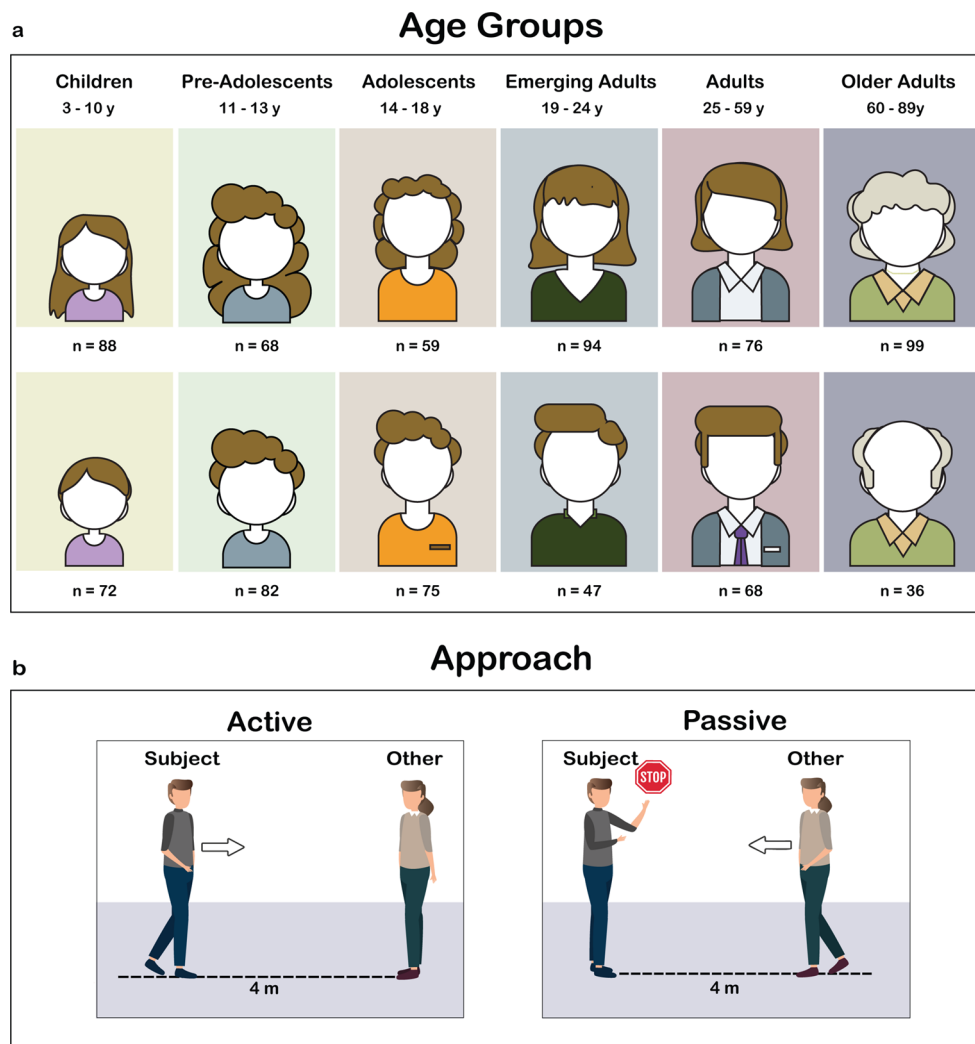 a
Age Groups
Children
3 - 10 y
Pre-Adolescents
11 - 13 y
Adolescents
14 - 18 y
Emerging Adults
19 - 24 y
Adults
25 - 59 y
Older Adults
60 - 89y
n = 88
n = 68
n = 59
n = 94
n = 76
n = 99
n = 72
n = 82
n = 75
n = 47
n = 68
n = 36
b
Approach
Active
Subject
Other
4 m
Passive
Subject
STOP
Other
4 m